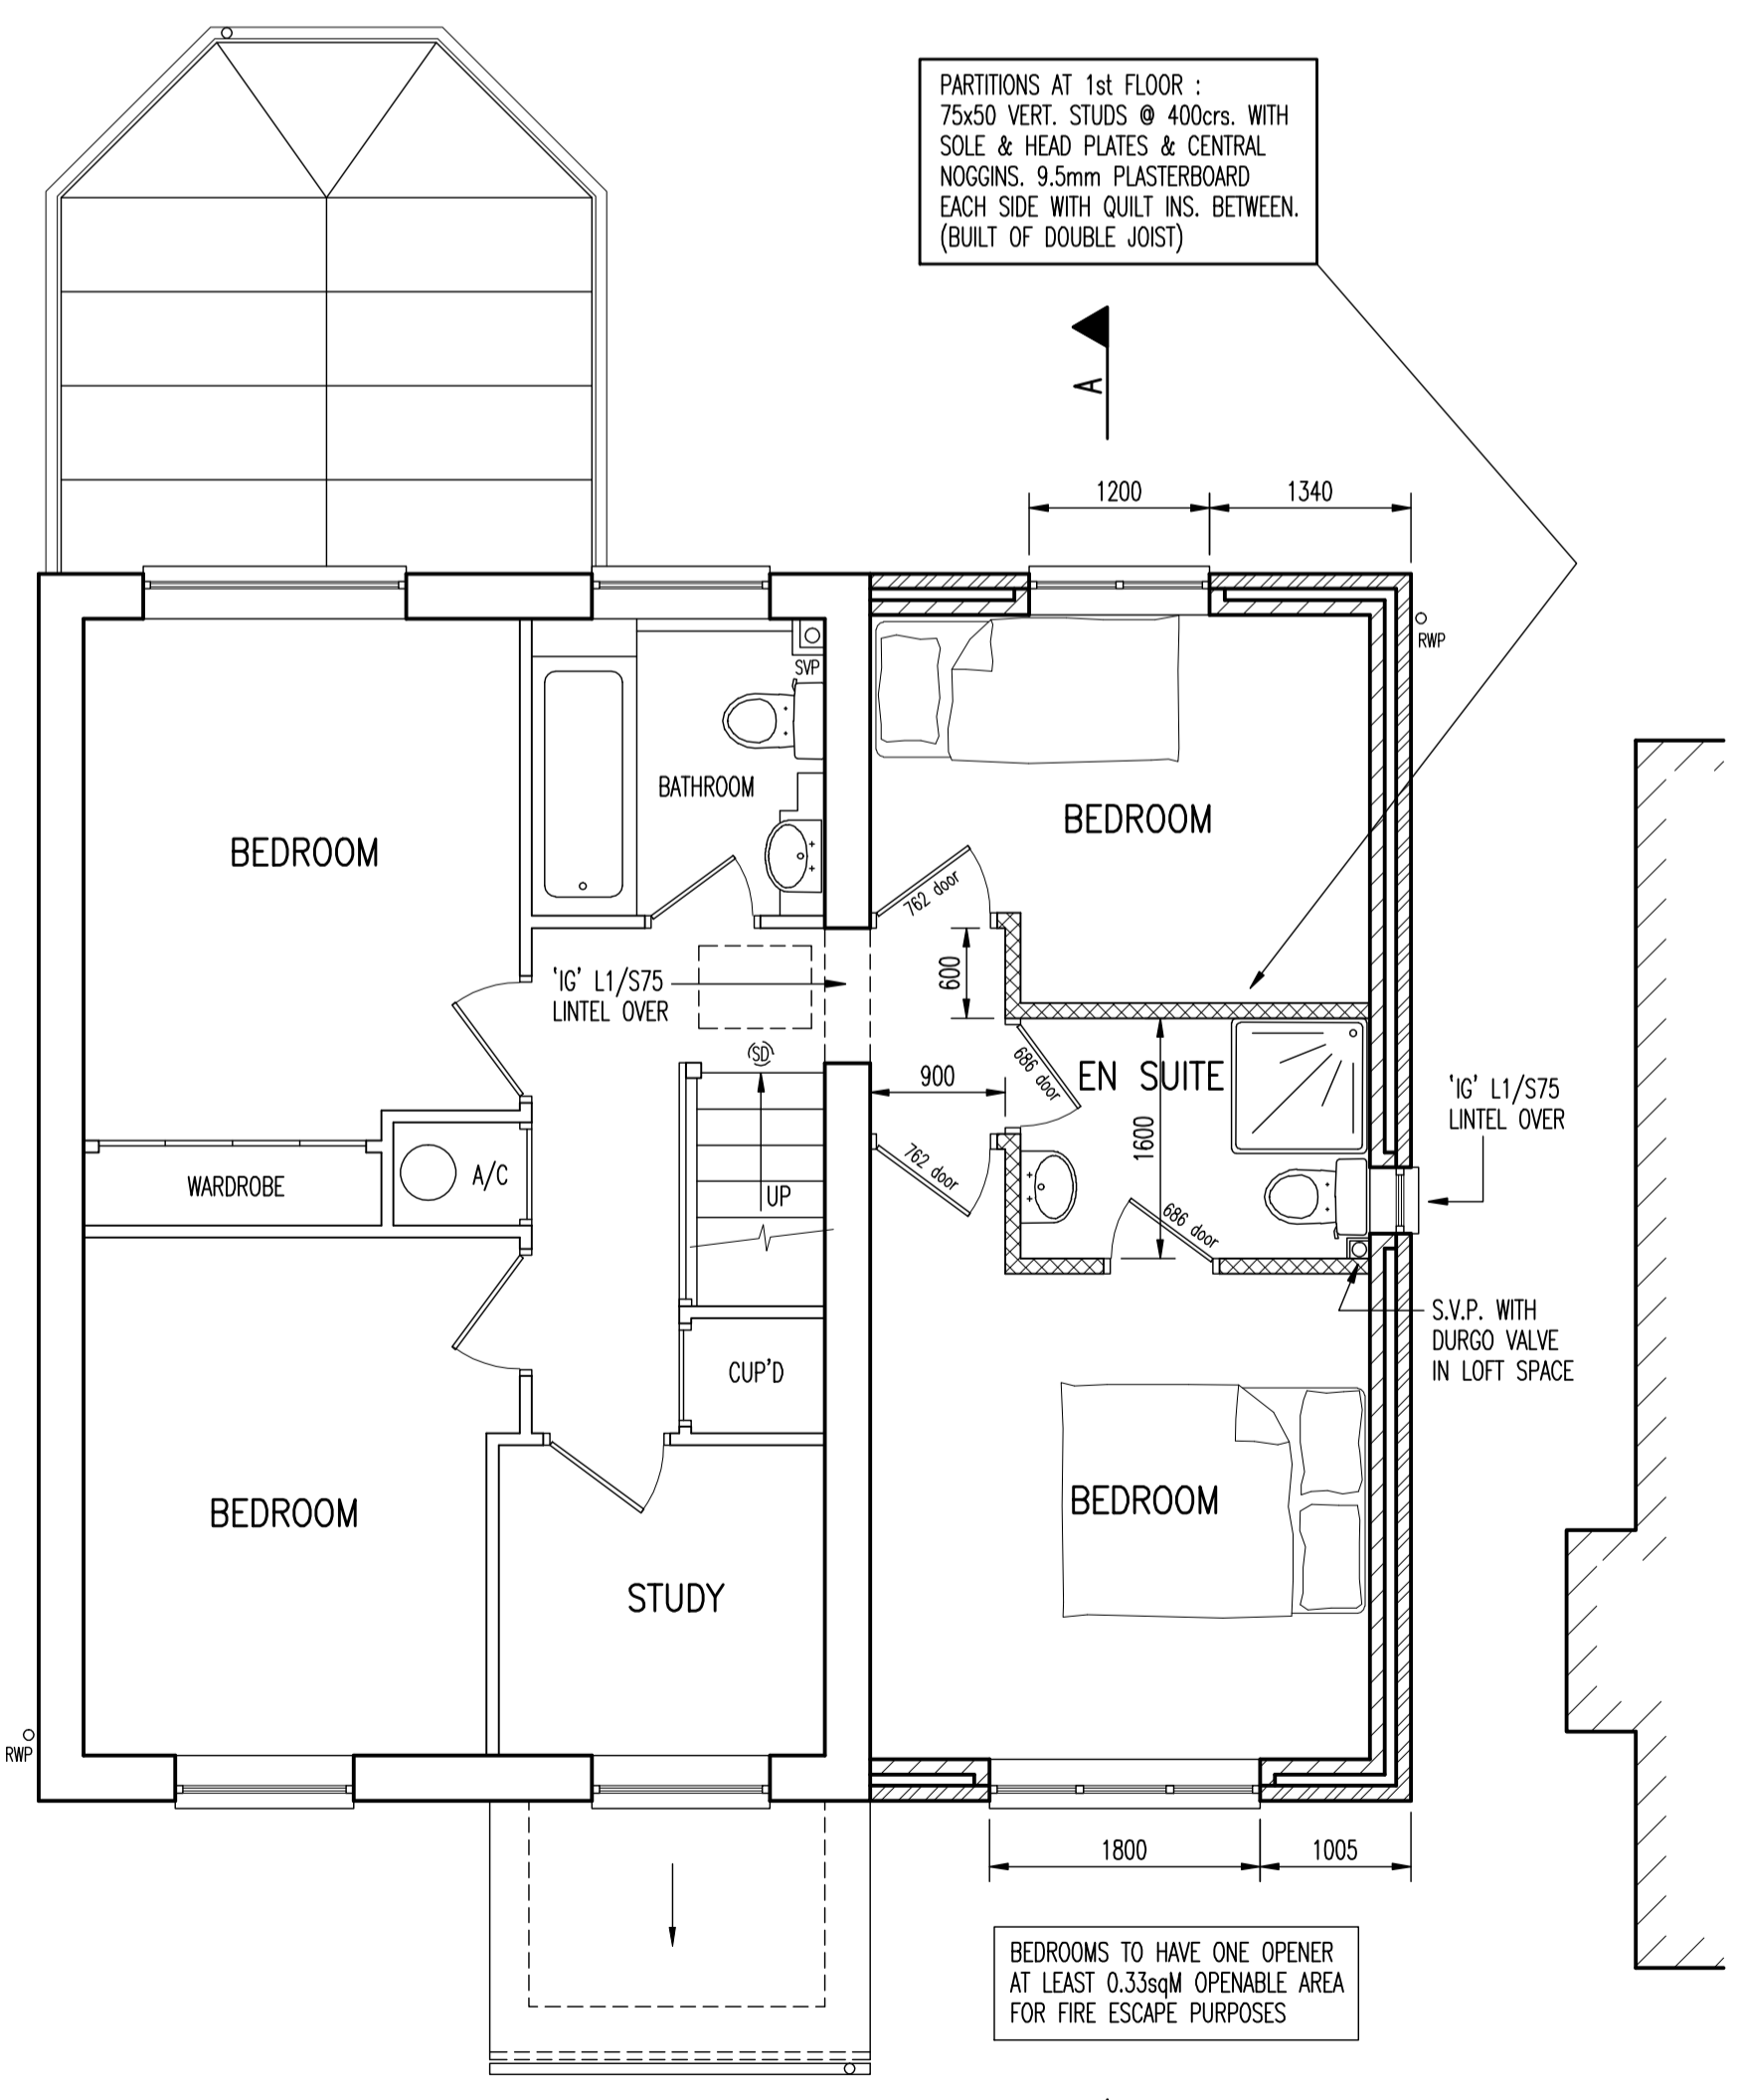 PARTITIONS AT 1st FLOOR :
75x50 VERT. STUDS @ 400crs. WITH
SOLE & HEAD PLATES & CENTRAL
NOGGINS. 9.5mm PLASTERBOARD
EACH SIDE WITH QUILT INS. BETWEEN.
(BUILT OF DOUBLE JOIST)
A
1200
1340
RWP
SVP
BATHROOM
BEDROOM
BEDROOM
762 door
600
'IG' L1/S75
LINTEL OVER
(SD)
686 door
EN SUITE
900
1600
'IG' L1/S75
LINTEL OVER
WARDROBE
A/C
UP
762 door
686 door
S.V.P. WITH
DURGO VALVE
IN LOFT SPACE
CUP'D
BEDROOM
BEDROOM
STUDY
RWP
1800
1005
BEDROOMS TO HAVE ONE OPENER
AT LEAST 0.33sqM OPENABLE AREA
FOR FIRE ESCAPE PURPOSES